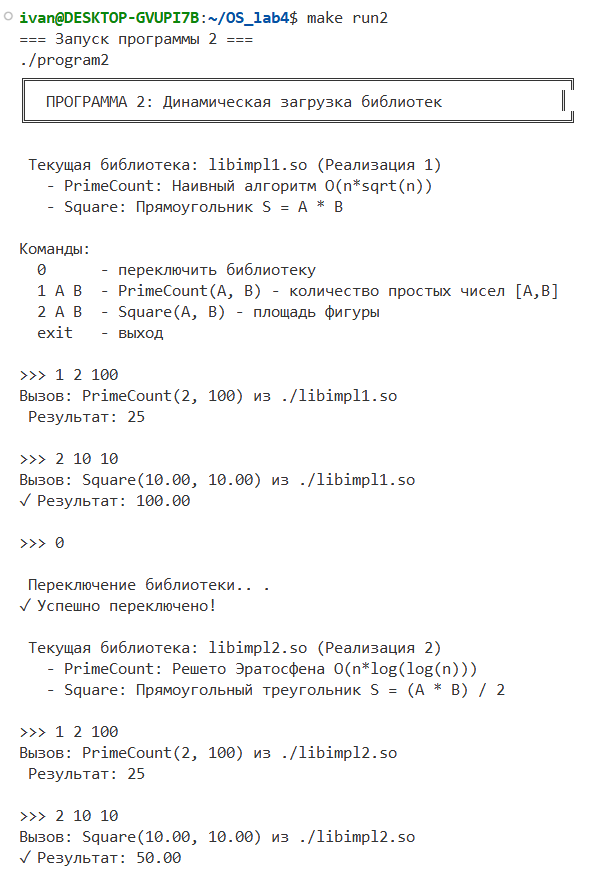 ivan@DESKTOP-GVUPI7B:~/OS_lab4$ make run2
=== Запуск программы 2 ===
./program2
ПРОГРАММА 2: Динамическая загрузка библиотек
Текущая библиотека: libimpl1.so (Реализация 1)
- PrimeCount: Наивный алгоритм O(n*sqrt(n))
- Square: Прямоугольник S = A * B
Команды:
0      - переключить библиотеку
1 A B  - PrimeCount(A, B) - количество простых чисел [A,B]
2 A B  - Square(A, B) - площадь фигуры
exit   - выход
>>> 1 2 100
Вызов: PrimeCount(2, 100) из ./libimpl1.so
Результат: 25
>>> 2 10 10
Вызов: Square(10.00, 10.00) из ./libimpl1.so
✓ Результат: 100.00
>>> 0
Переключение библиотеки.. .
✓ Успешно переключено!
Текущая библиотека: libimpl2.so (Реализация 2)
- PrimeCount: Решето Эратосфена O(n*log(log(n)))
- Square: Прямоугольный треугольник S = (A * B) / 2
>>> 1 2 100
Вызов: PrimeCount(2, 100) из ./libimpl2.so
Результат: 25
>>> 2 10 10
Вызов: Square(10.00, 10.00) из ./libimpl2.so
✓ Результат: 50.00